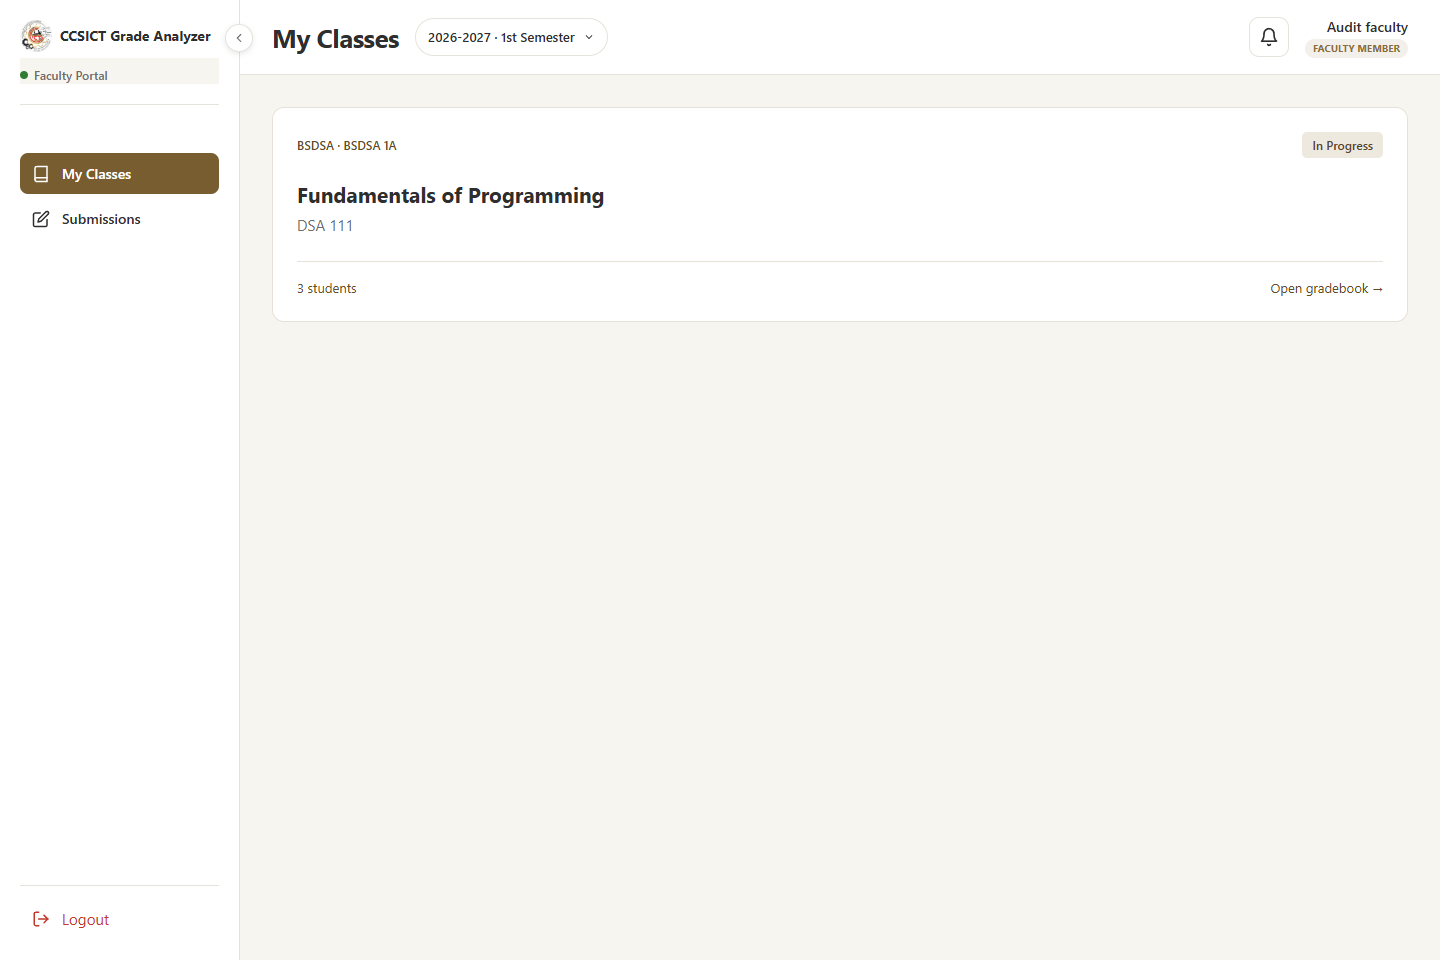 CCSICT Grade Analyzer
Faculty Portal
My Classes
Submissions
Logout
My Classes
2026-2027 · 1st Semester
Audit faculty
FACULTY MEMBER
BSDSA · BSDSA 1A
In Progress
Fundamentals of Programming
DSA 111
3 students
Open gradebook →